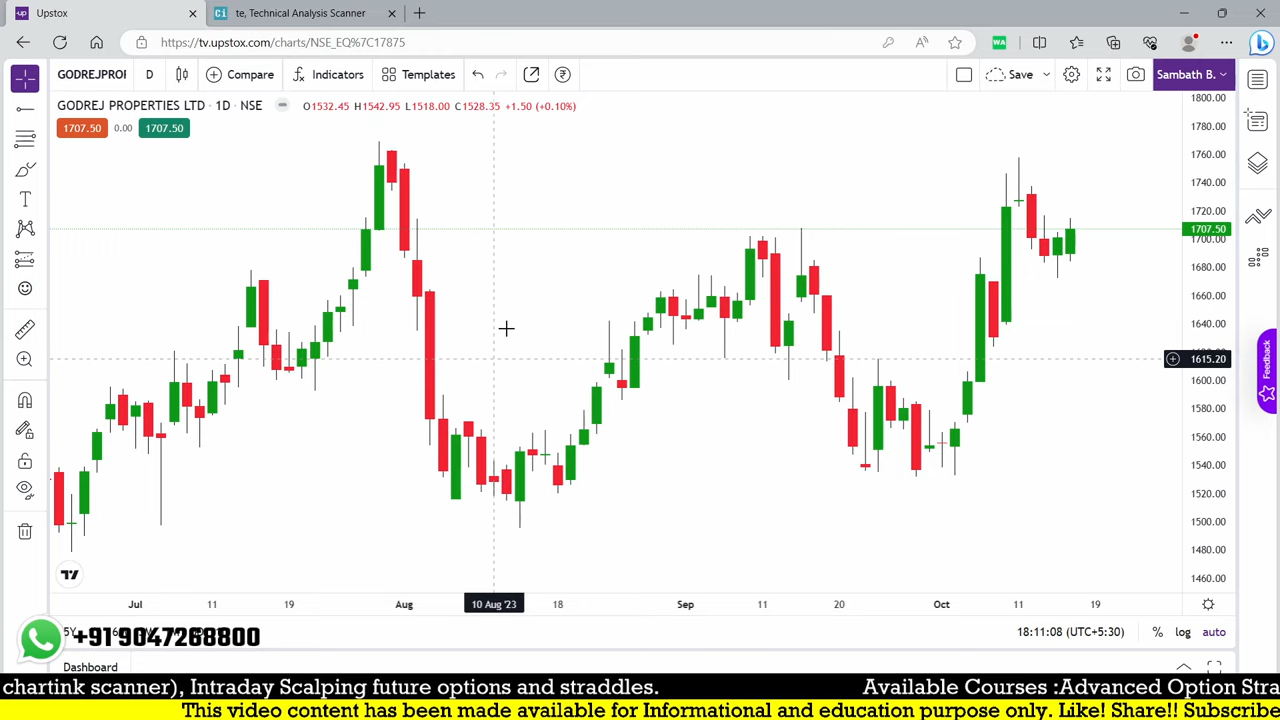 Upstox
Ci te, Technical Analysis Scanner
https://tv.upstox.com/charts/NSE_EQ%7C17875
WA
GODREJPROI D Compare Indicators Templates Save Sambath B.
GODREJ PROPERTIES LTD · 1D · NSE O1532.45 H1542.95 L1518.00 C1528.35 +1.50 (+0.10%)
1707.50 0.00 1707.50
1800.00
1780.00
1760.00
1740.00
1720.00
1707.50
1700.00
1680.00
1660.00
1640.00
1615.20
1600.00
1580.00
1560.00
1540.00
1520.00
1500.00
1480.00
1460.00
Feedback
Jul 11 19 Aug 10 Aug '23 18 Sep 11 20 Oct 11 19
5Y 18:11:08 (UTC+5:30) % log auto
+91 9047268800
Dashboard
chartink scanner), Intraday Scalping future options and straddles. Available Courses :Advanced Option Stra
This video content has been made available for Informational and education purpose only. Like! Share!! Subscribe